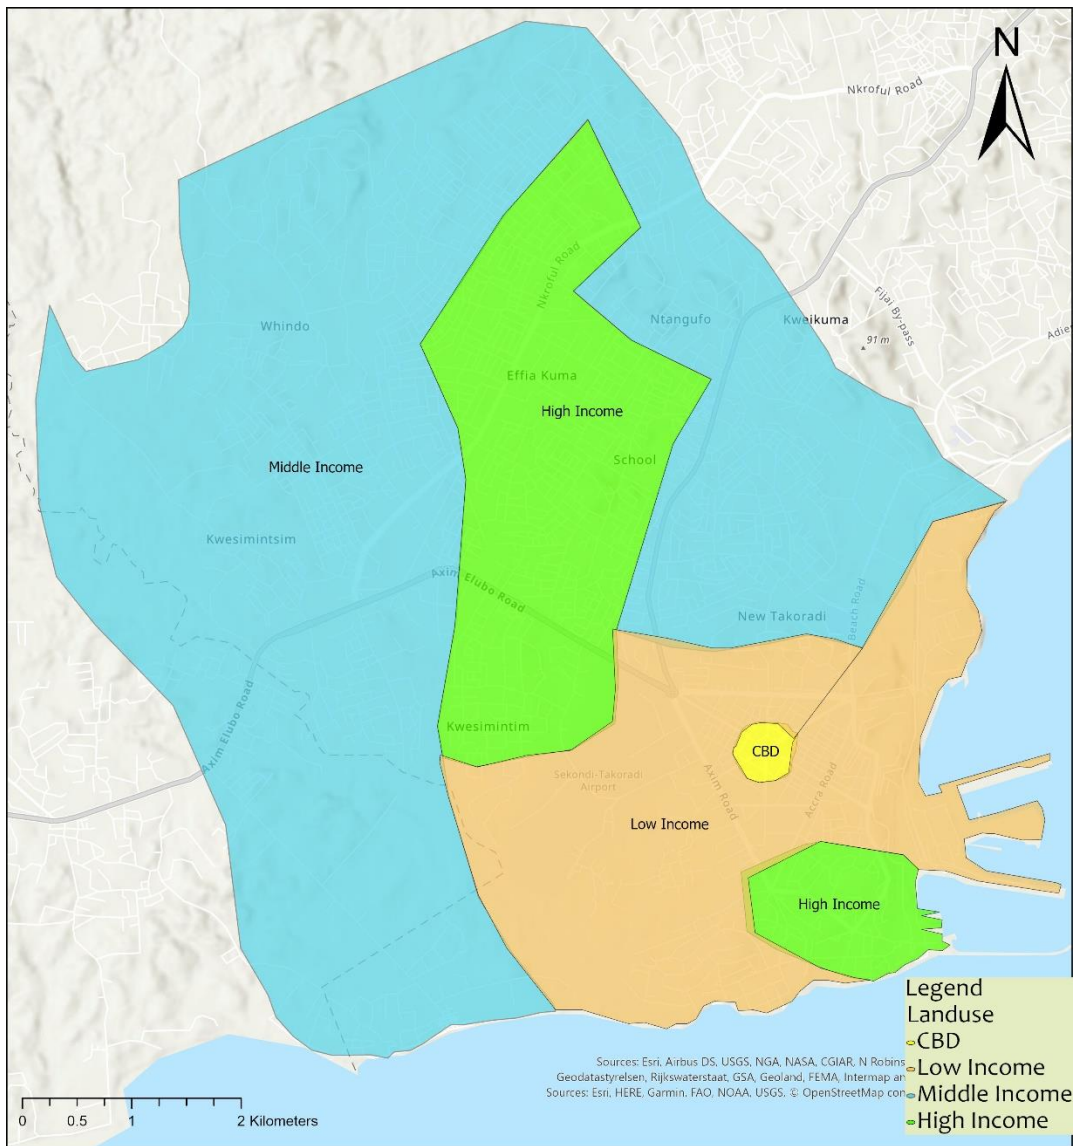 N
Nkroful Road
Nkroful Road
Fijai By-pass
Whindo
Ntangufo
Kweikuma
91 m
Adie
Effia Kuma
High Income
School
Middle Income
Kwesimintsim
Axim Elubo Road
New Takoradi
Beach Road
Axim Elubo Road
Kwesimintim
CBD
Sekondi-Takoradi
Airport
Axim Road
Accra Road
Low Income
High Income
Legend
Landuse
CBD
Low Income
Middle Income
High Income
Sources: Esri, Airbus DS, USGS, NGA, NASA, CGIAR, N Robins
Geodatastyrelsen, Rijkswaterstaat, GSA, Geoland, FEMA, Intermap an
Sources: Esri, HERE, Garmin, FAO, NOAA, USGS, © OpenStreetMap con
0 0.5 1 2 Kilometers